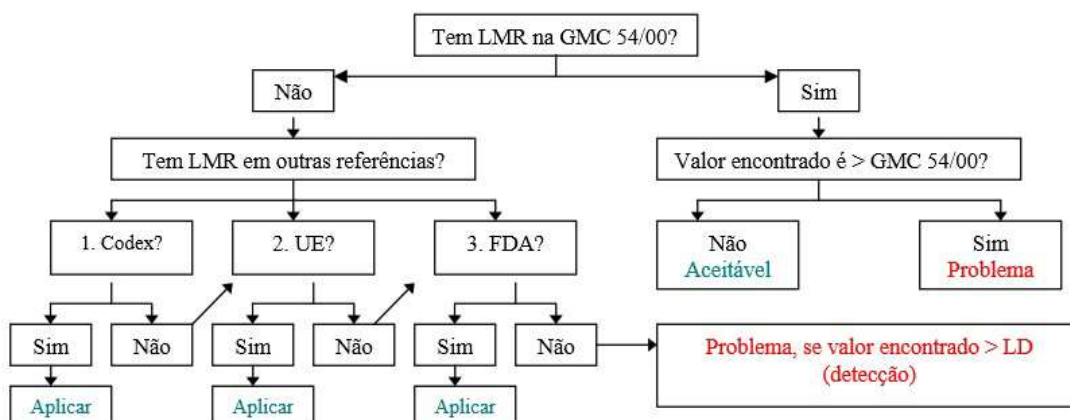 Tem LMR na GMC 54/00?
Não
Sim
Tem LMR em outras referências?
Valor encontrado é > GMC 54/00?
1. Codex?
2. UE?
3. FDA?
Não
Aceitável
Sim
Problema
Sim
Não
Sim
Não
Sim
Não
Problema, se valor encontrado > LD
(detecção)
Aplicar
Aplicar
Aplicar